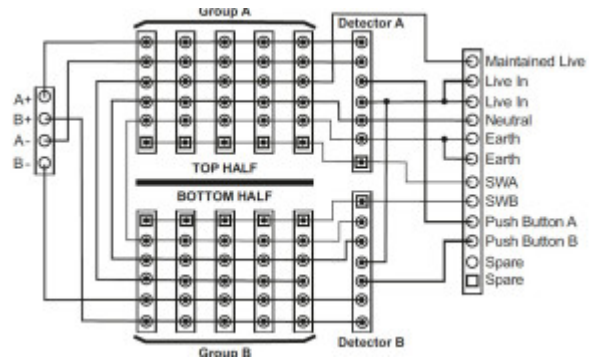 Group A
Detector A
A+
B+
A-
B-
TOP HALF
BOTTOM HALF
Maintained Live
Live In
Live In
Neutral
Earth
Earth
SWA
SWB
Push Button A
Push Button B
Spare
Spare
Detector B
Group B